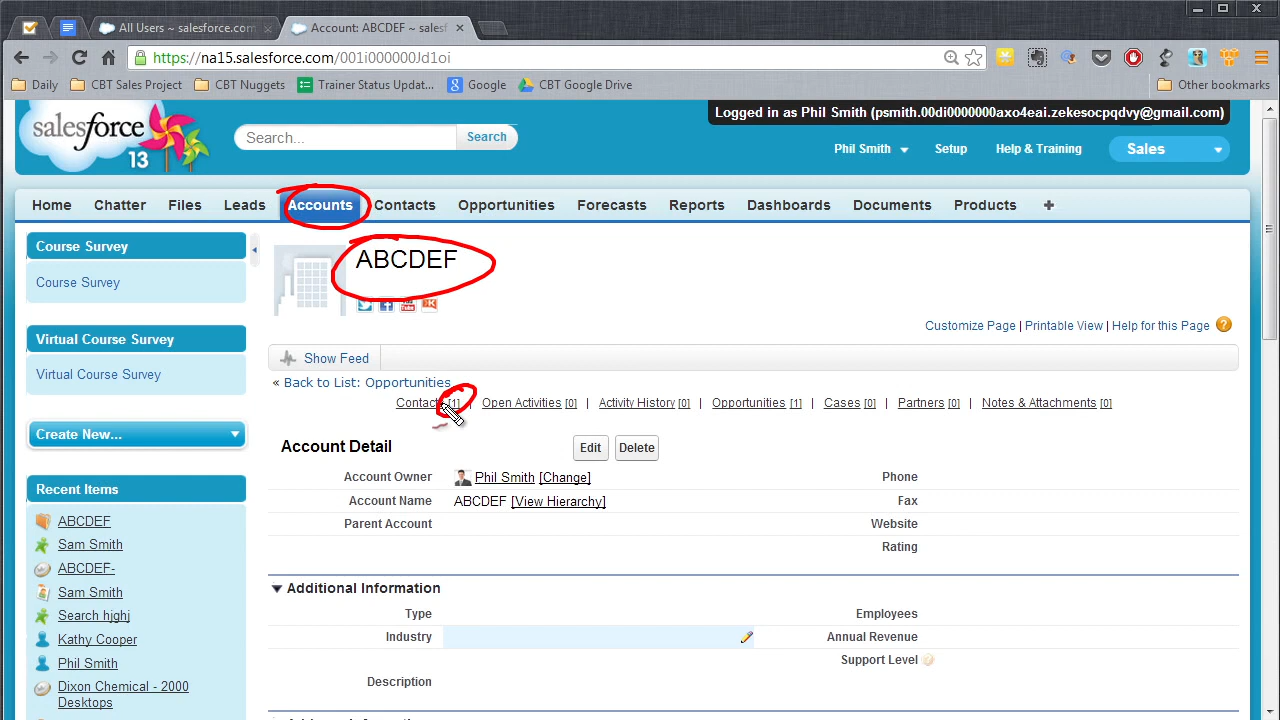 All Users ~ salesforce.com
Account: ABCDEF ~ salesf
https://na15.salesforce.com/001i000000Jd1oi
Daily CBT Sales Project CBT Nuggets Trainer Status Updat... Google CBT Google Drive Other bookmarks
salesforce
13
Search...
Search
Logged in as Phil Smith (psmith.00di0000000axo4eai.zekesocpqdvy@gmail.com)
Phil Smith Setup Help & Training Sales
Home Chatter Files Leads Accounts Contacts Opportunities Forecasts Reports Dashboards Documents Products +
Course Survey
Course Survey
Virtual Course Survey
Virtual Course Survey
Create New...
Recent Items
ABCDEF
Sam Smith
ABCDEF-
Sam Smith
Search hjghj
Kathy Cooper
Phil Smith
Dixon Chemical - 2000
Desktops
ABCDEF
Customize Page | Printable View | Help for this Page
Show Feed
« Back to List: Opportunities
Contacts [1] | Open Activities [0] | Activity History [0] | Opportunities [1] | Cases [0] | Partners [0] | Notes & Attachments [0]
Account Detail Edit Delete
Account Owner Phil Smith [Change] Phone
Account Name ABCDEF [View Hierarchy] Fax
Parent Account Website
Rating
Additional Information
Type Employees
Industry Annual Revenue
Support Level
Description